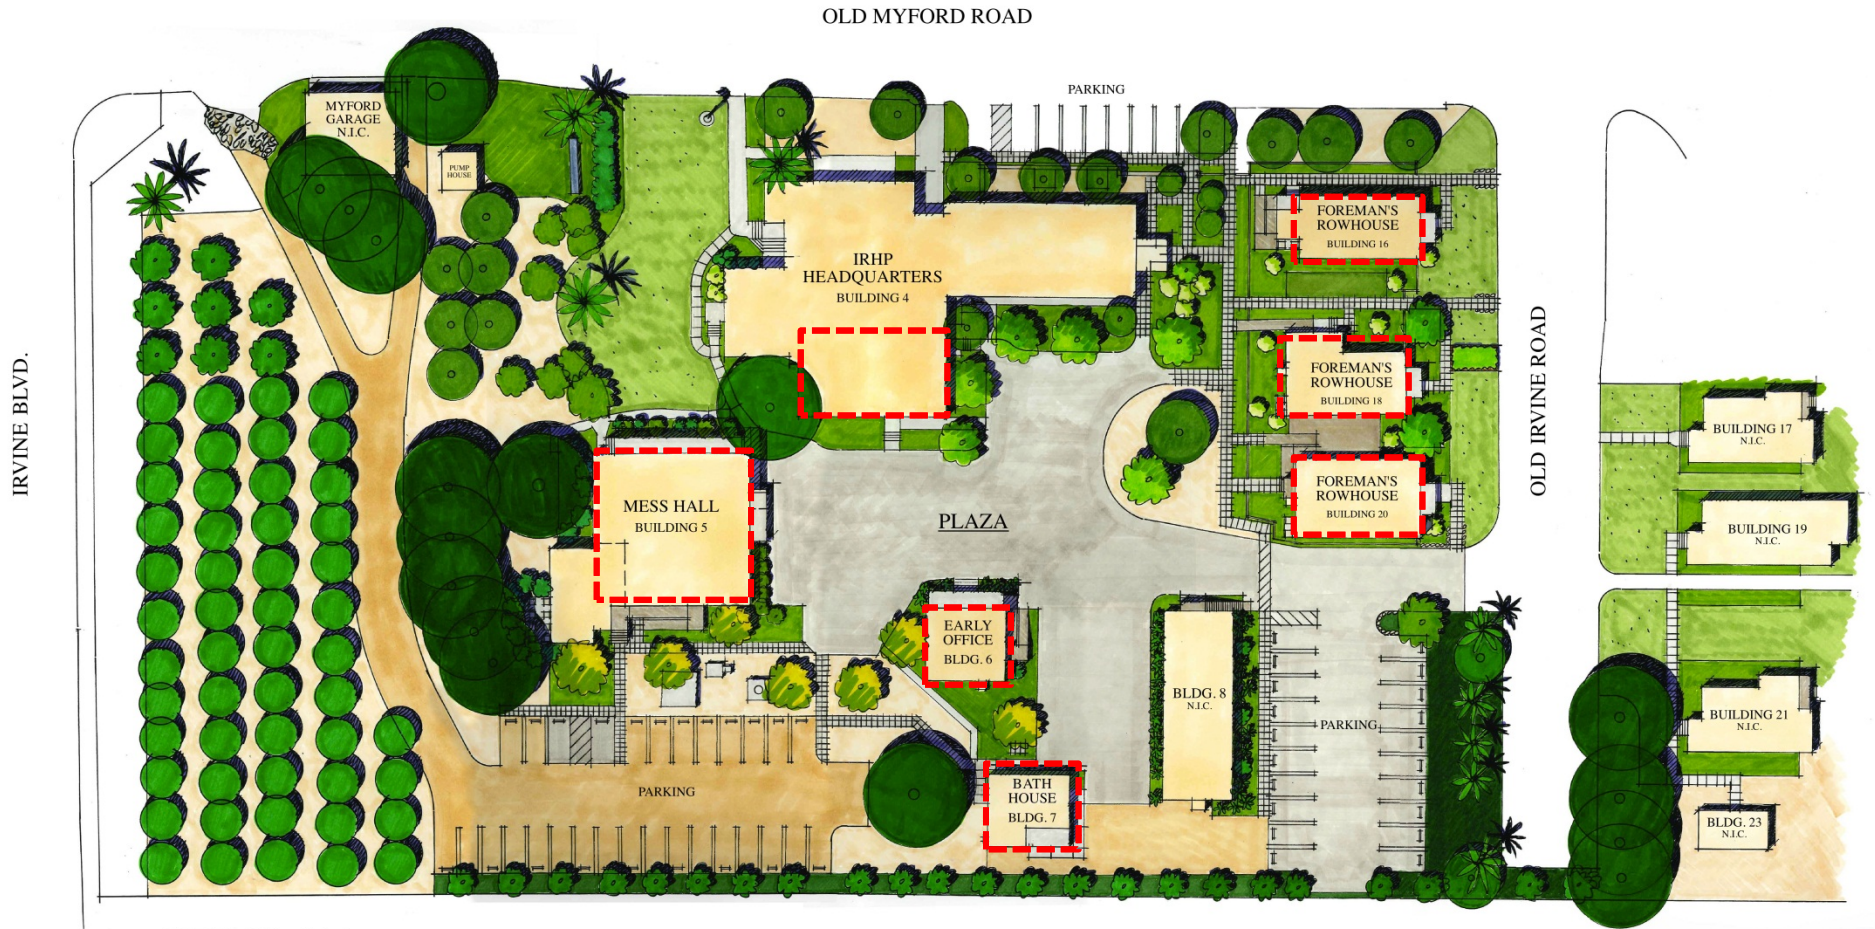 OLD MYFORD ROAD
PARKING
MYFORD
GARAGE
N.I.C.
PUMP
HOUSE
FOREMAN'S
ROWHOUSE
BUILDING 16
IRHP
HEADQUARTERS
BUILDING 4
IRVINE BLVD.
OLD IRVINE ROAD
FOREMAN'S
ROWHOUSE
BUILDING 18
BUILDING 17
N.I.C.
FOREMAN'S
ROWHOUSE
BUILDING 20
MESS HALL
BUILDING 5
PLAZA
BUILDING 19
N.I.C.
EARLY
OFFICE
BLDG. 6
BLDG. 8
N.I.C.
PARKING
BUILDING 21
N.I.C.
PARKING
BATH
HOUSE
BLDG. 7
BLDG. 23
N.I.C.